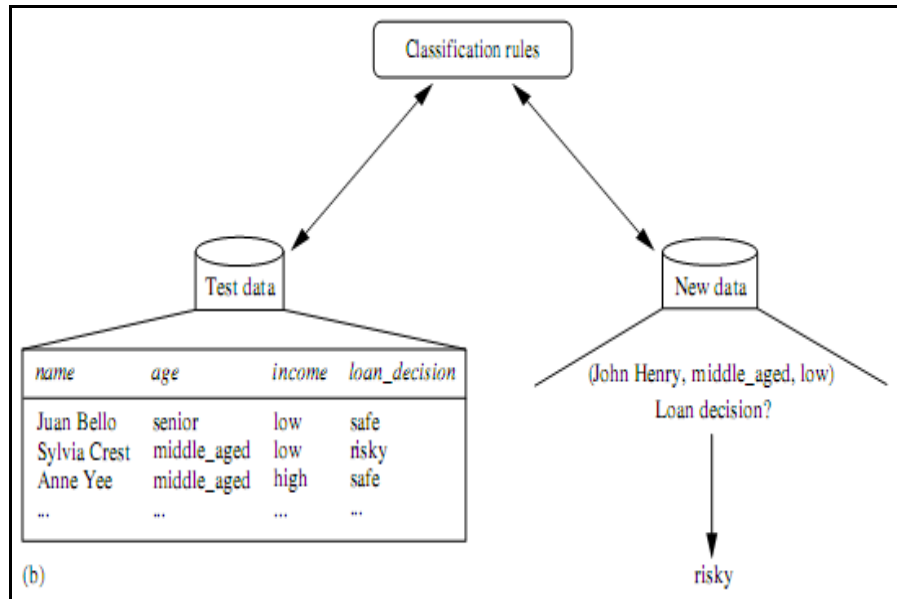 Classification rules
Test data
name age income loan_decision
Juan Bello senior low safe
Sylvia Crest middle_aged low risky
Anne Yee middle_aged high safe
... ... ... ...
New data
(John Henry, middle_aged, low)
Loan decision?
risky
(b)